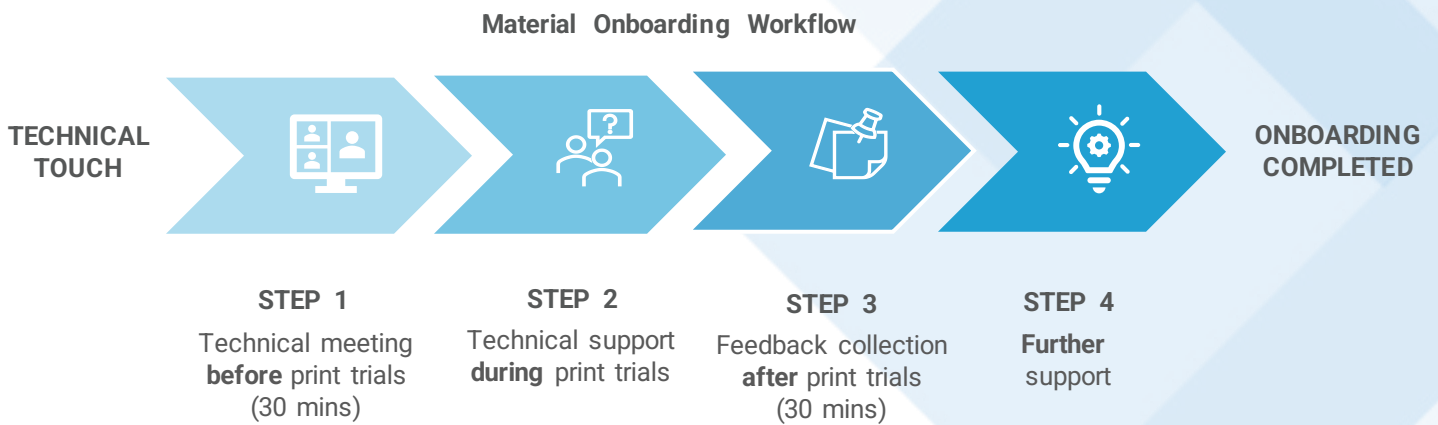 Material Onboarding Workflow
TECHNICAL
TOUCH
?
ONBOARDING
COMPLETED
STEP 1
Technical meeting
before print trials
(30 mins)
STEP 2
Technical support
during print trials
STEP 3
Feedback collection
after print trials
(30 mins)
STEP 4
Further
support